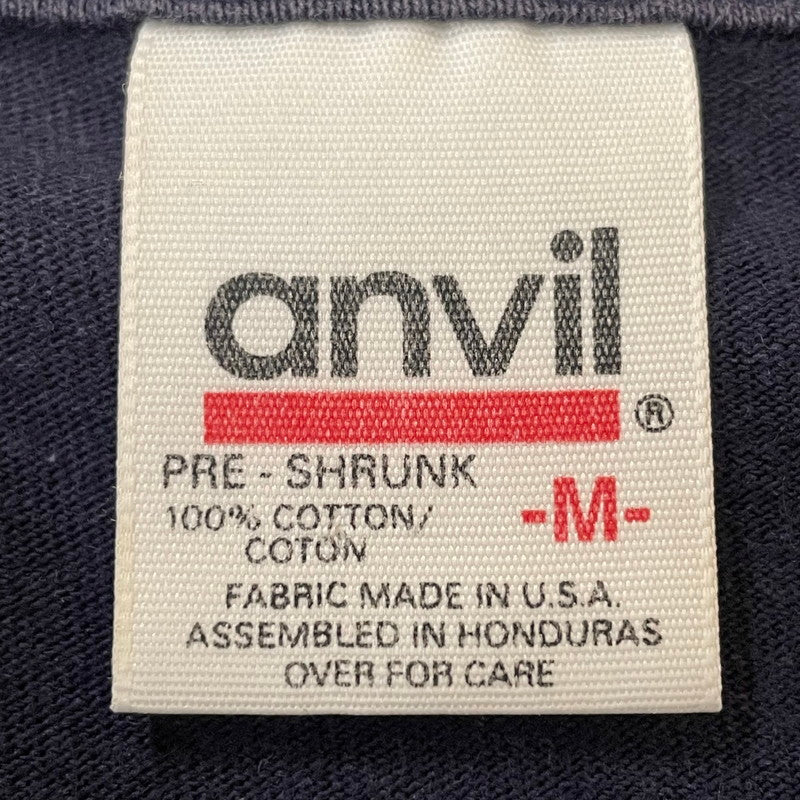 anvil ®
PRE - SHRUNK
100% COTTON/
COTON
-M-
FABRIC MADE IN U.S.A.
ASSEMBLED IN HONDURAS
OVER FOR CARE